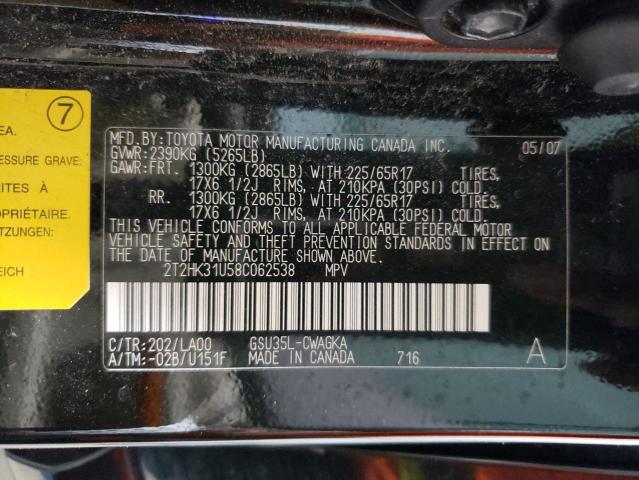 7
EA.
ESSURE GRAVE:
ITES À
OPRIÉTAIRE.
TZUNGEN:
EICH
MFD.BY:TOYOTA MOTOR MANUFACTURING CANADA INC. 05/07
GVWR:2390KG (5265LB)
GAWR:FRT. 1300KG (2865LB) WITH 225/65R17 TIRES,
17X6 1/2J RIMS, AT 210KPA (30PSI) COLD.
RR. 1300KG (2865LB) WITH 225/65R17 TIRES,
17X6 1/2J RIMS, AT 210KPA (30PSI) COLD.
THIS VEHICLE CONFORMS TO ALL APPLICABLE FEDERAL MOTOR
VEHICLE SAFETY AND THEFT PREVENTION STANDARDS IN EFFECT ON
THE DATE OF MANUFACTURE SHOWN ABOVE.
2T2HK31U58C062538 MPV
C/TR:202/LA00 GSU35L-CWAGKA
A/TM:-02B/U151F MADE IN CANADA 716 A